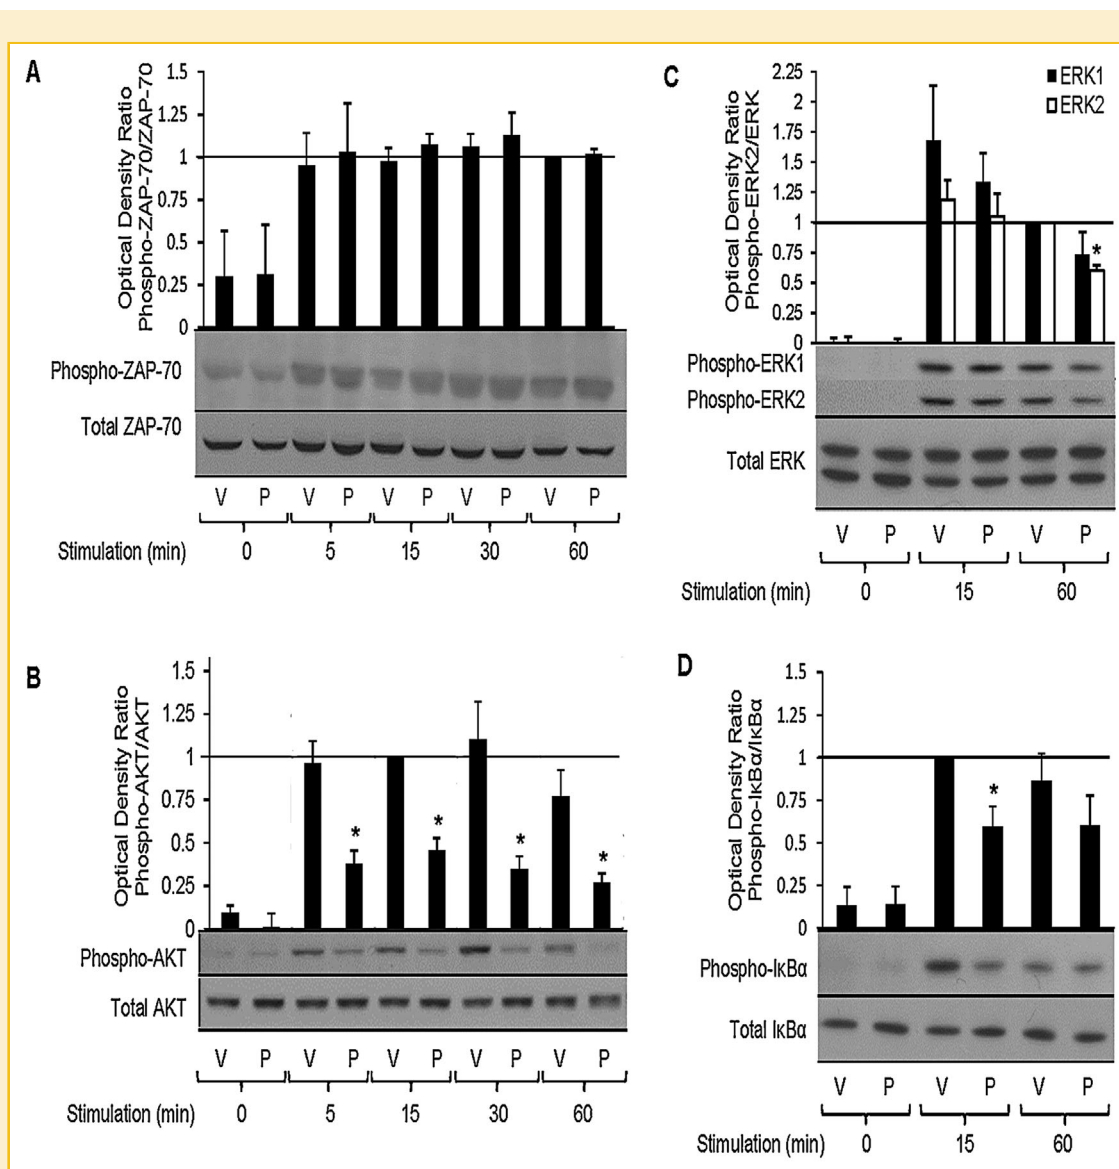 A
Optical Density Ratio
Phospho-ZAP-70/ZAP-70
1.5
1.25
1
0.75
0.5
0.25
0
Phospho-ZAP-70
Total ZAP-70
V P V P V P V P V P
Stimulation (min) 0 5 15 30 60
B
Optical Density Ratio
Phospho-AKT/AKT
1.5
1.25
1
0.75
0.5
0.25
0
* * * *
Phospho-AKT
Total AKT
V P V P V P V P V P
Stimulation (min) 0 5 15 30 60
C
Optical Density Ratio
Phospho-ERK2/ERK
2.25
2
1.75
1.5
1.25
1
0.75
0.5
0.25
0
ERK1
ERK2
*
Phospho-ERK1
Phospho-ERK2
Total ERK
V P V P V P
Stimulation (min) 0 15 60
D
Optical Density Ratio
Phospho-IκBα/IκBα
1.5
1.25
1
0.75
0.5
0.25
0
*
Phospho-IκBα
Total IκBα
V P V P V P
Stimulation (min) 0 15 60